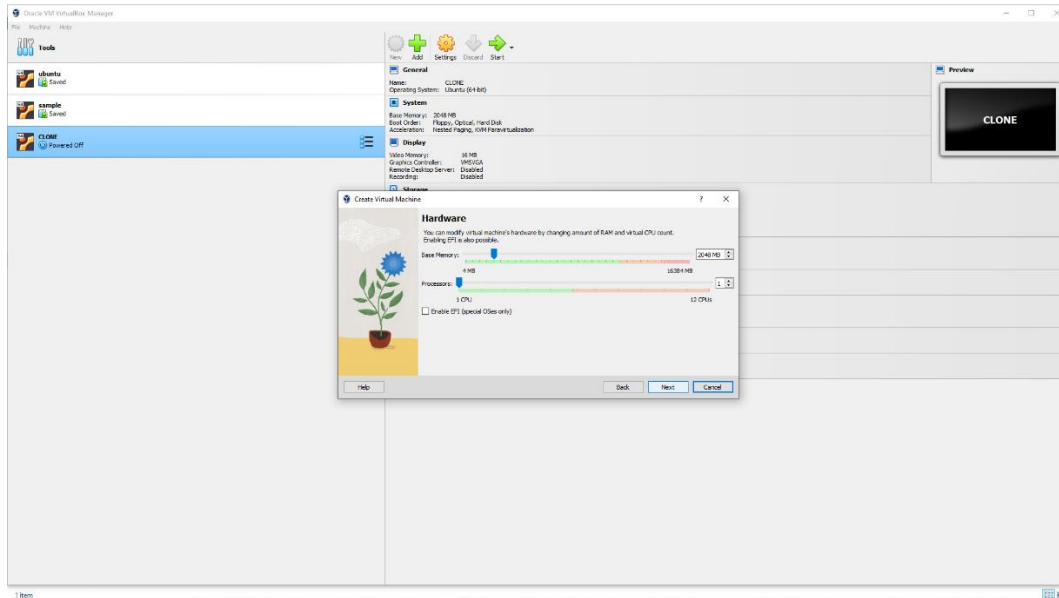 Oracle VM VirtualBox Manager
File Machine Help
Tools
New Add Settings Discard Start
ubuntu
Saved
sample
Saved
CLONE
Powered Off
General
Name: CLONE
Operating System: Ubuntu (64-bit)
System
Base Memory: 2048 MB
Boot Order: Floppy, Optical, Hard Disk
Acceleration: Nested Paging, KVM Paravirtualization
Display
Video Memory: 16 MB
Graphics Controller: VMSVGA
Remote Desktop Server: Disabled
Recording: Disabled
Storage
Preview
CLONE
Create Virtual Machine
Hardware
You can modify virtual machine's hardware by changing amount of RAM and virtual CPU count.
Enabling EFI is also possible.
Base Memory: 2048 MB
4 MB 16384 MB
Processors: 1
1 CPU 12 CPUs
Enable EFI (special OSes only)
Help Back Next Cancel
1 item